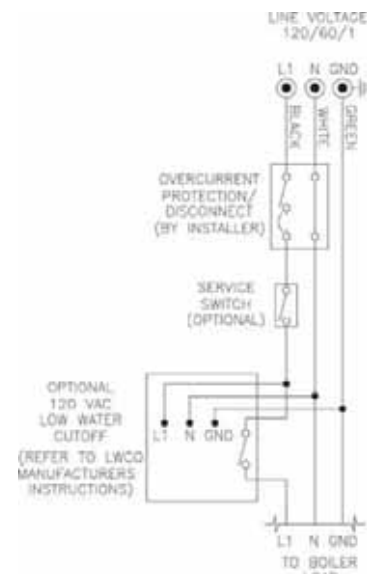 LINE VOLTAGE
120/60/1
L1 N GND
BLACK
WHITE
GREEN
OVERCURRENT
PROTECTION/
DISCONNECT
(BY INSTALLER)
SERVICE
SWITCH
(OPTIONAL)
OPTIONAL
120 VAC
LOW WATER
CUTOFF
(REFER TO LWCO
MANUFACTURERS
INSTRUCTIONS)
L1 N GND
L1 N GND
TO BOILER